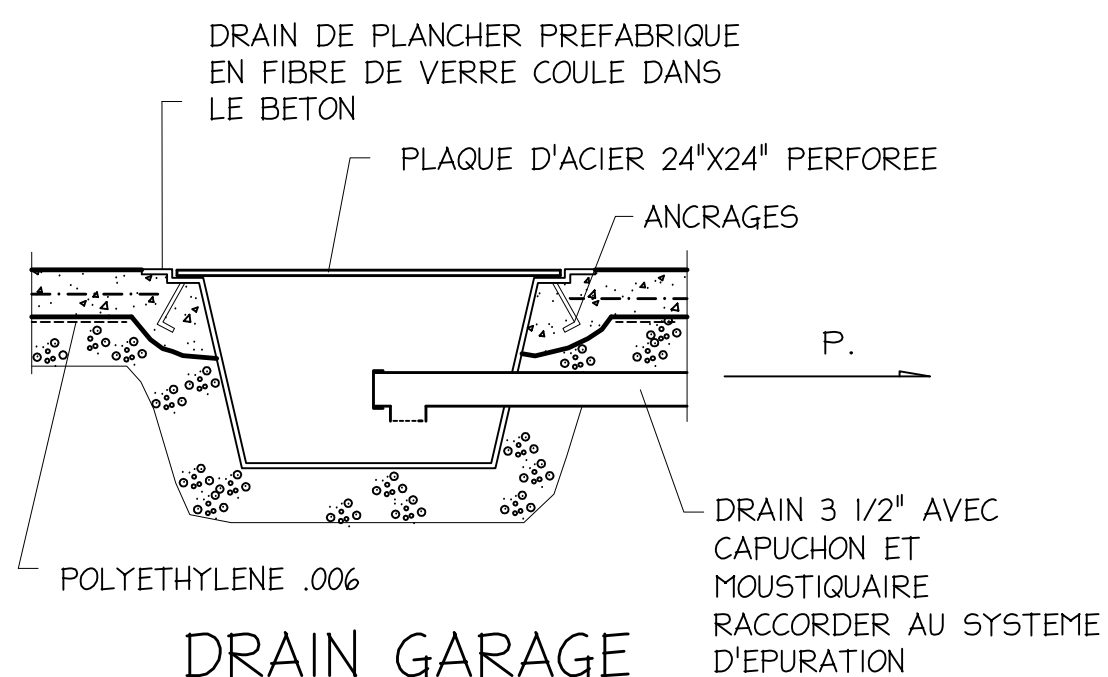 DRAIN DE PLANCHER PREFABRIQUE
EN FIBRE DE VERRE COULE DANS
LE BETON
PLAQUE D'ACIER 24"X24" PERFOREE
ANCRAGES
P.
DRAIN 3 1/2" AVEC
CAPUCHON ET
MOUSTIQUAIRE
RACCORDER AU SYSTEME
D'EPURATION
POLYETHYLENE .006
DRAIN GARAGE